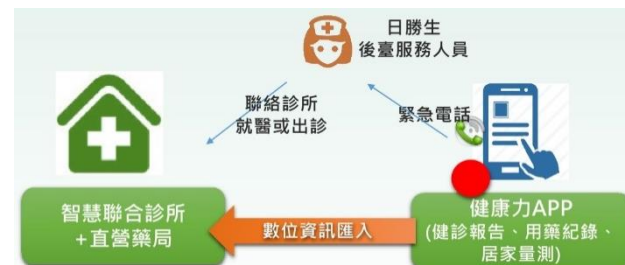 日勝生
後臺服務人員
聯絡診所
就醫或出診
緊急電話
智慧聯合診所
+直營藥局
數位資訊匯入
健康力APP
(健診報告、用藥紀錄、
居家量測)